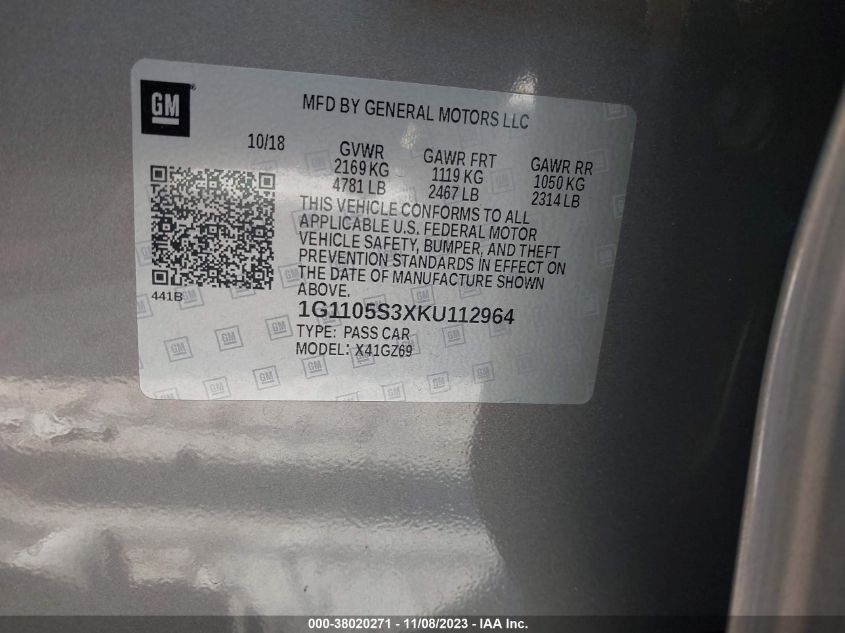 GM
MFD BY GENERAL MOTORS LLC
10/18
GVWR
2169 KG
4781 LB
GAWR FRT
1119 KG
2467 LB
GAWR RR
1050 KG
2314 LB
THIS VEHICLE CONFORMS TO ALL
APPLICABLE U.S. FEDERAL MOTOR
VEHICLE SAFETY, BUMPER, AND THEFT
PREVENTION STANDARDS IN EFFECT ON
THE DATE OF MANUFACTURE SHOWN
ABOVE.
441B
1G1105S3XKU112964
TYPE: PASS CAR
MODEL: X41GZ69
000-38020271 - 11/08/2023 - IAA Inc.